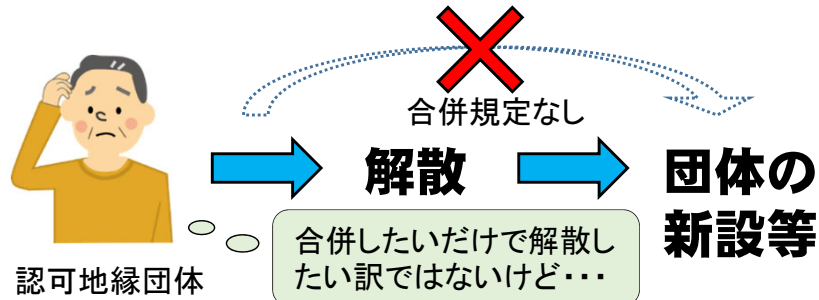 合併規定なし
解散
団体の
新設等
合併したいだけで解散し
たい訳ではないけど・・・
認可地縁団体